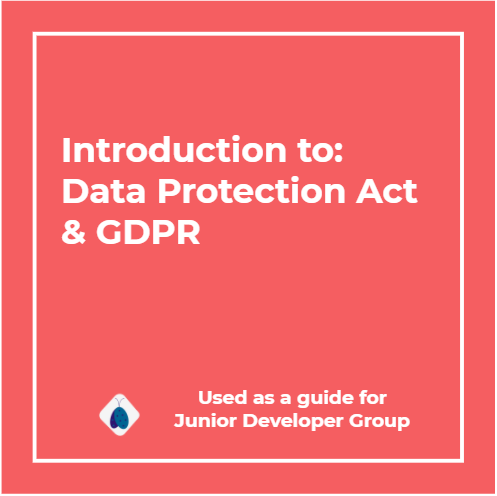 Introduction to:
Data Protection Act
& GDPR
Used as a guide for
Junior Developer Group